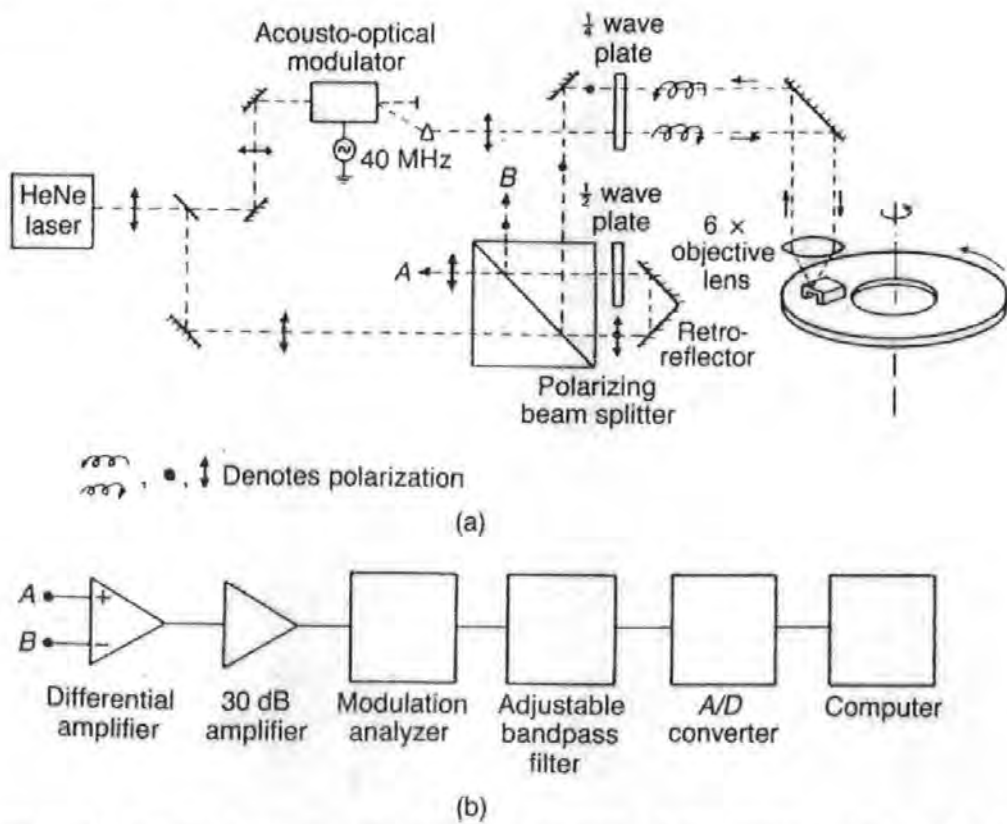 Acousto-optical
modulator
40 MHz
HeNe
laser
¼ wave
plate
B
½ wave
plate
A
6 ×
objective
lens
Retro-
reflector
Polarizing
beam splitter
, •, ↕ Denotes polarization
(a)
A
B
+
−
Differential
amplifier
30 dB
amplifier
Modulation
analyzer
Adjustable
bandpass
filter
A/D
converter
Computer
(b)